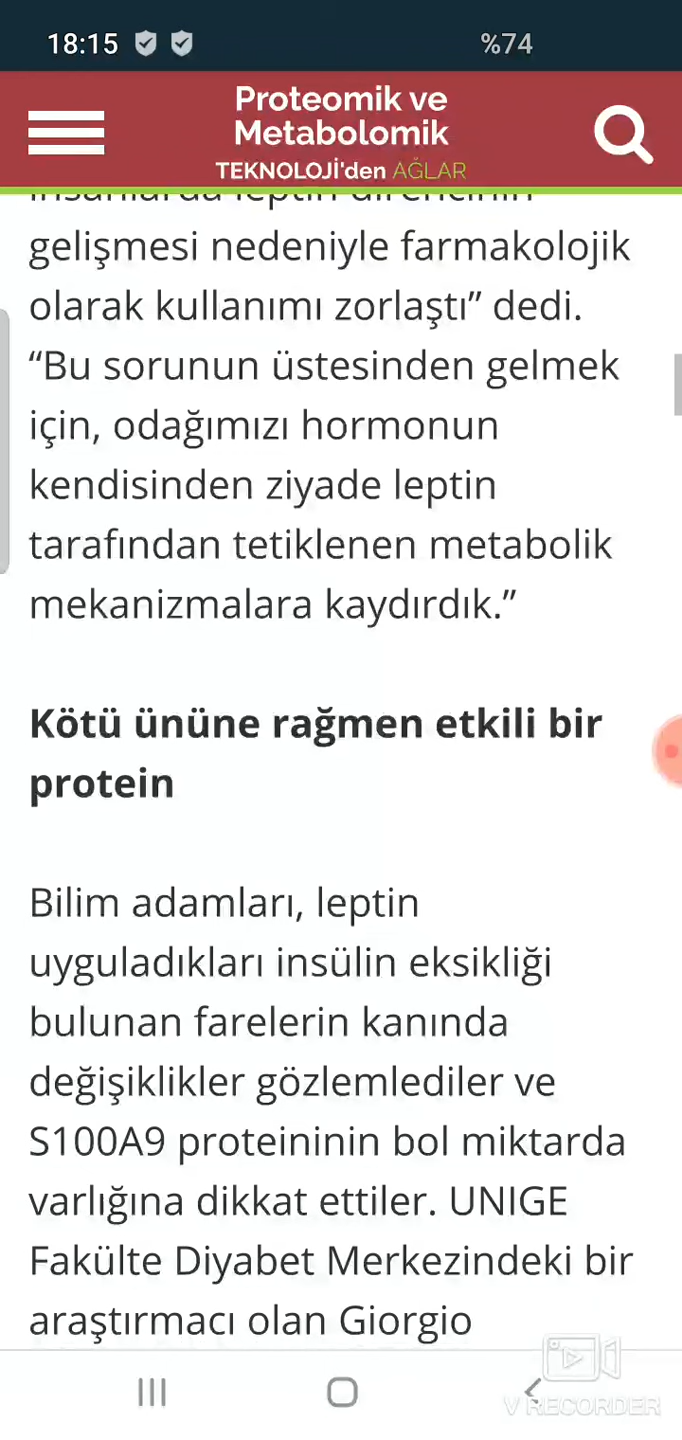 18:15
%74
Proteomik ve
Metabolomik
TEKNOLOJİ'den AĞLAR
insanlarda leptin direncinin
gelişmesi nedeniyle farmakolojik
olarak kullanımı zorlaştı” dedi.
“Bu sorunun üstesinden gelmek
için, odağımızı hormonun
kendisinden ziyade leptin
tarafından tetiklenen metabolik
mekanizmalara kaydırdık.”
Kötü ününe rağmen etkili bir
protein
Bilim adamları, leptin
uyguladıkları insülin eksikliği
bulunan farelerin kanında
değişiklikler gözlemlediler ve
S100A9 proteininin bol miktarda
varlığına dikkat ettiler. UNIGE
Fakülte Diyabet Merkezindeki bir
araştırmacı olan Giorgio
V RECORDER